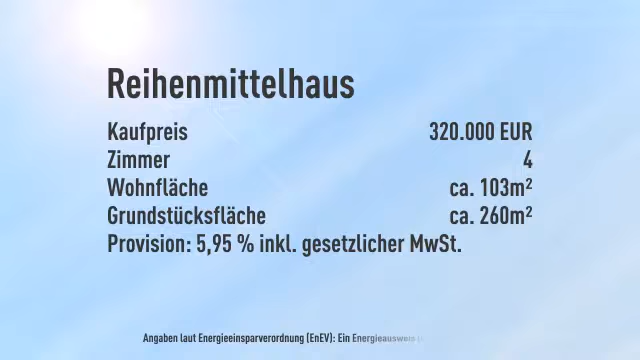 Reihenmittelhaus
Kaufpreis 320.000 EUR
Zimmer 4
Wohnfläche ca. 103m²
Grundstücksfläche ca. 260m²
Provision: 5,95 % inkl. gesetzlicher MwSt.
Angaben laut Energieeinsparverordnung (EnEV): Ein Energieausweis